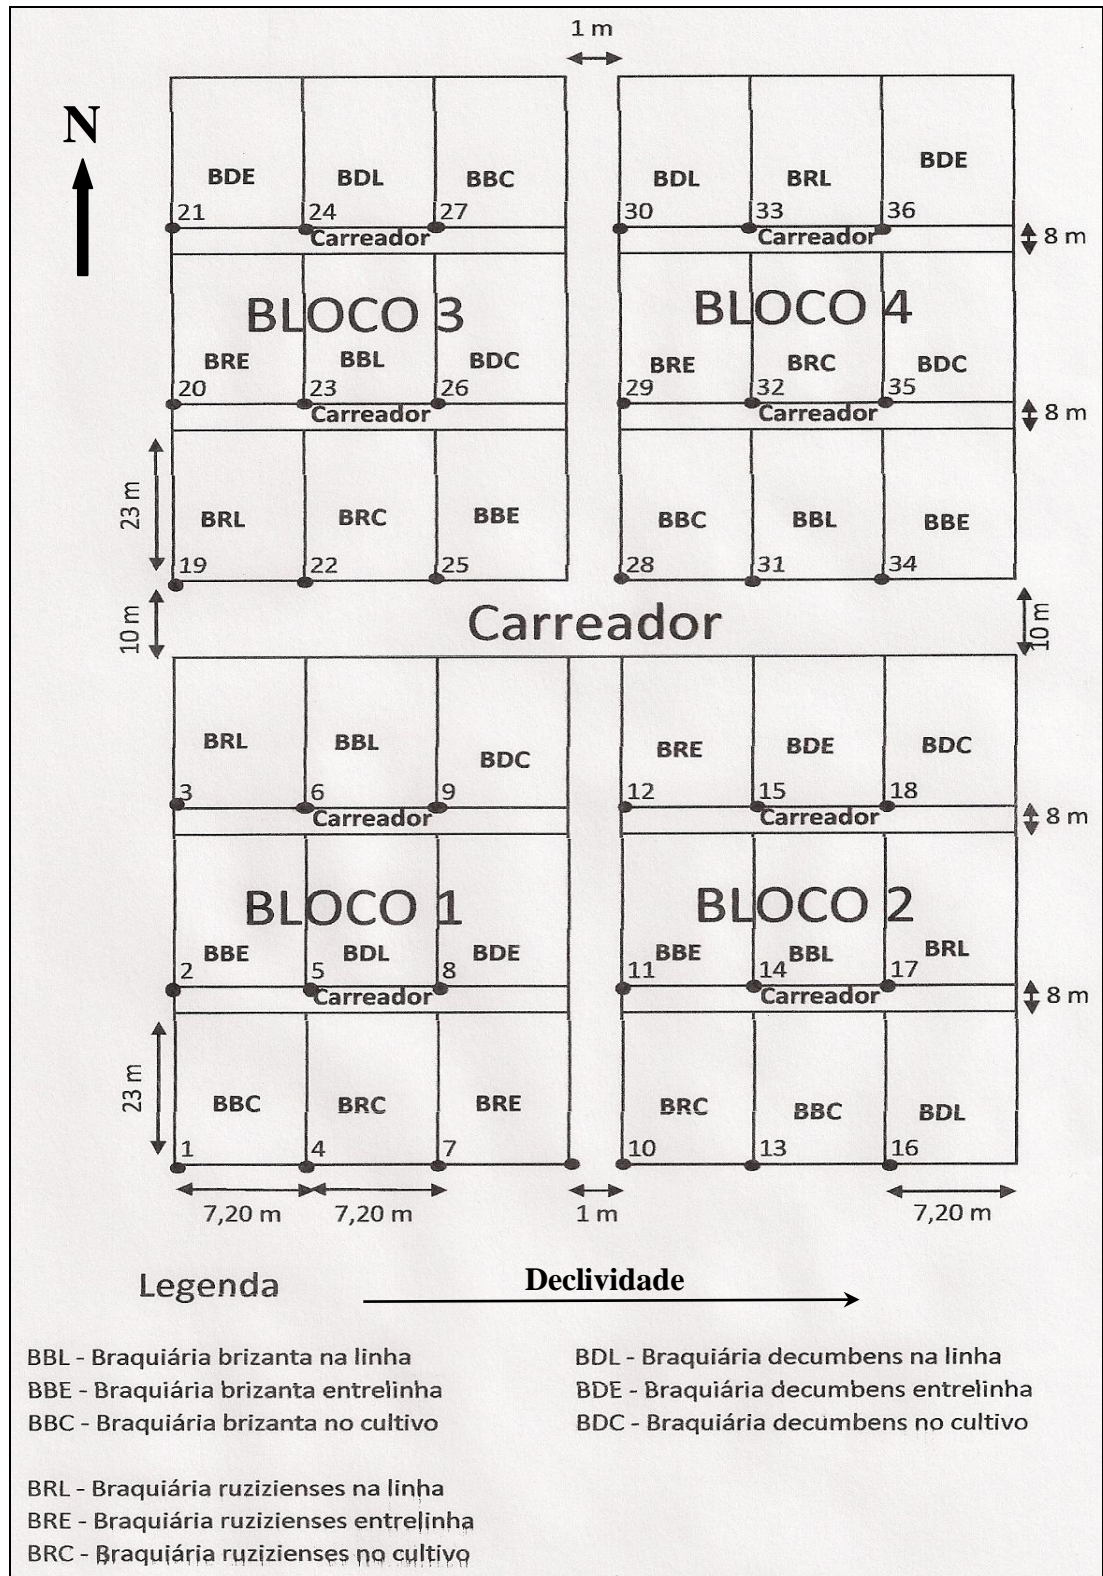 1 m
N
BDE BDL BBC BDL BRL BDE
21 24 27 30 33 36
Carreador Carreador 8 m
BLOCO 3 BLOCO 4
BRE BBL BDC BRE BRC BDC
20 23 26 29 32 35
Carreador Carreador 8 m
23 m
BRL BRC BBE BBC BBL BBE
19 22 25 28 31 34
10 m Carreador 10 m
BRL BBL BDC BRE BDE BDC
3 6 9 12 15 18
Carreador Carreador 8 m
BLOCO 1 BLOCO 2
BBE BDL BDE BBE BBL BRL
2 5 8 11 14 17
Carreador Carreador 8 m
23 m
BBC BRC BRE BRC BBC BDL
1 4 7 10 13 16
7,20 m 7,20 m 1 m 7,20 m
Legenda Declividade
BBL - Braquiária brizanta na linha
BBE - Braquiária brizanta entrelinha
BBC - Braquiária brizanta no cultivo
BDL - Braquiária decumbens na linha
BDE - Braquiária decumbens entrelinha
BDC - Braquiária decumbens no cultivo
BRL - Braquiária ruzizienses na linha
BRE - Braquiária ruzizienses entrelinha
BRC - Braquiária ruzizienses no cultivo